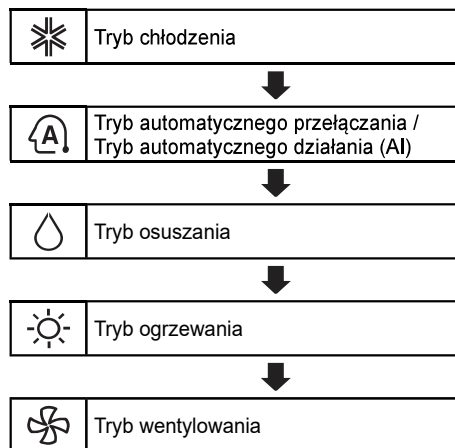 Tryb chłodzenia
A
Tryb automatycznego przełączania /
Tryb automatycznego działania (AI)
Tryb osuszania
Tryb ogrzewania
Tryb wentylowania